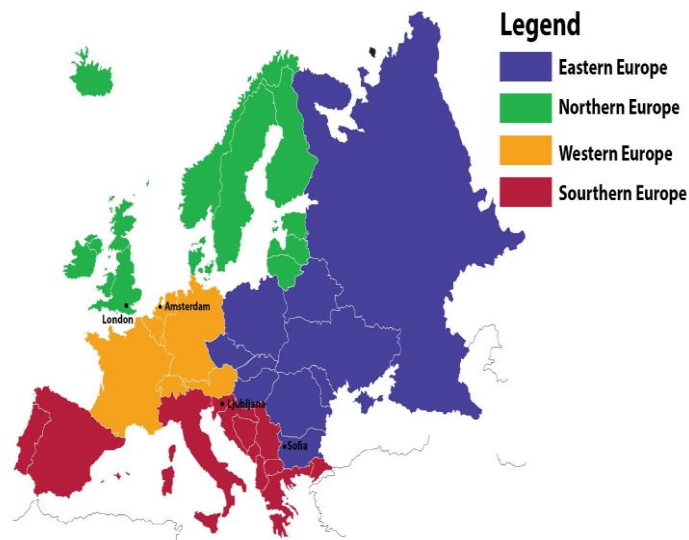 Legend
Eastern Europe
Northern Europe
Western Europe
Sourthern Europe
Amsterdam
London
Ljubljana
Sofia